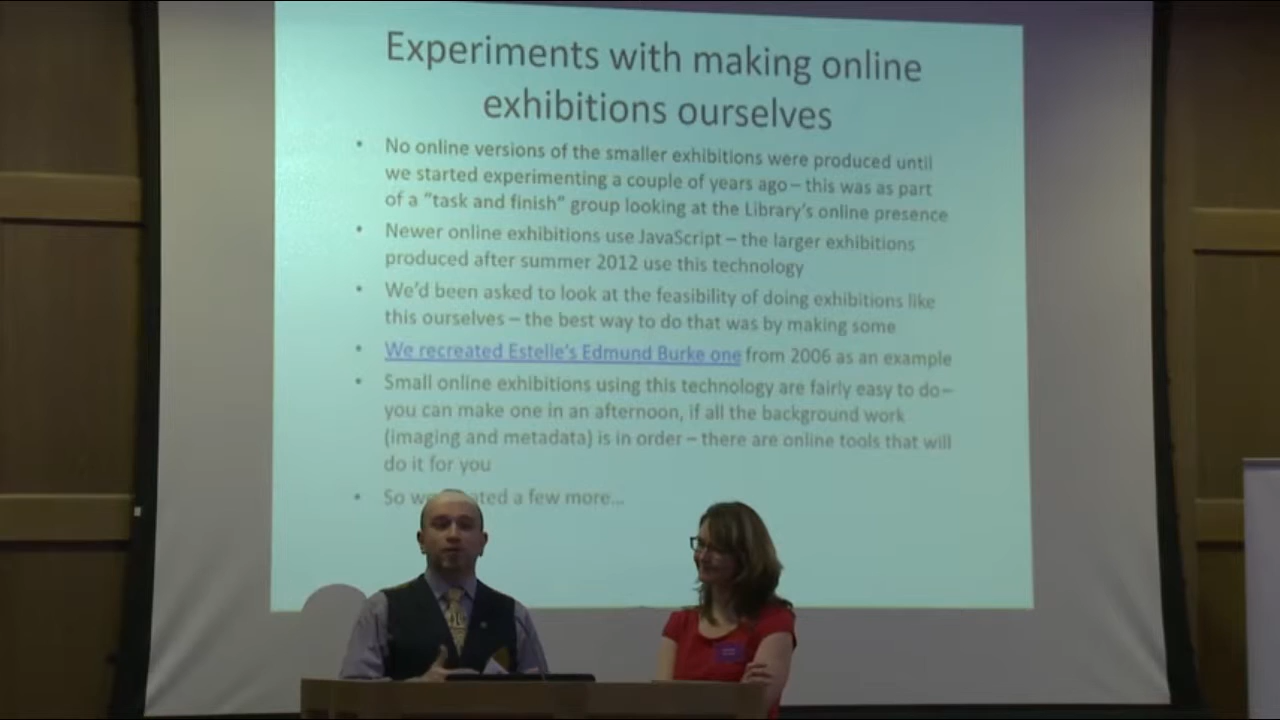 Experiments with making online
exhibitions ourselves
• No online versions of the smaller exhibitions were produced until
we started experimenting a couple of years ago – this was as part
of a “task and finish” group looking at the Library’s online presence
• Newer online exhibitions use JavaScript – the larger exhibitions
produced after summer 2012 use this technology
• We’d been asked to look at the feasibility of doing exhibitions like
this ourselves – the best way to do that was by making some
• We recreated Estelle’s Edmund Burke one from 2006 as an example
• Small online exhibitions using this technology are fairly easy to do –
you can make one in an afternoon, if all the background work
(imaging and metadata) is in order – there are online tools that will
do it for you
• So a few more...